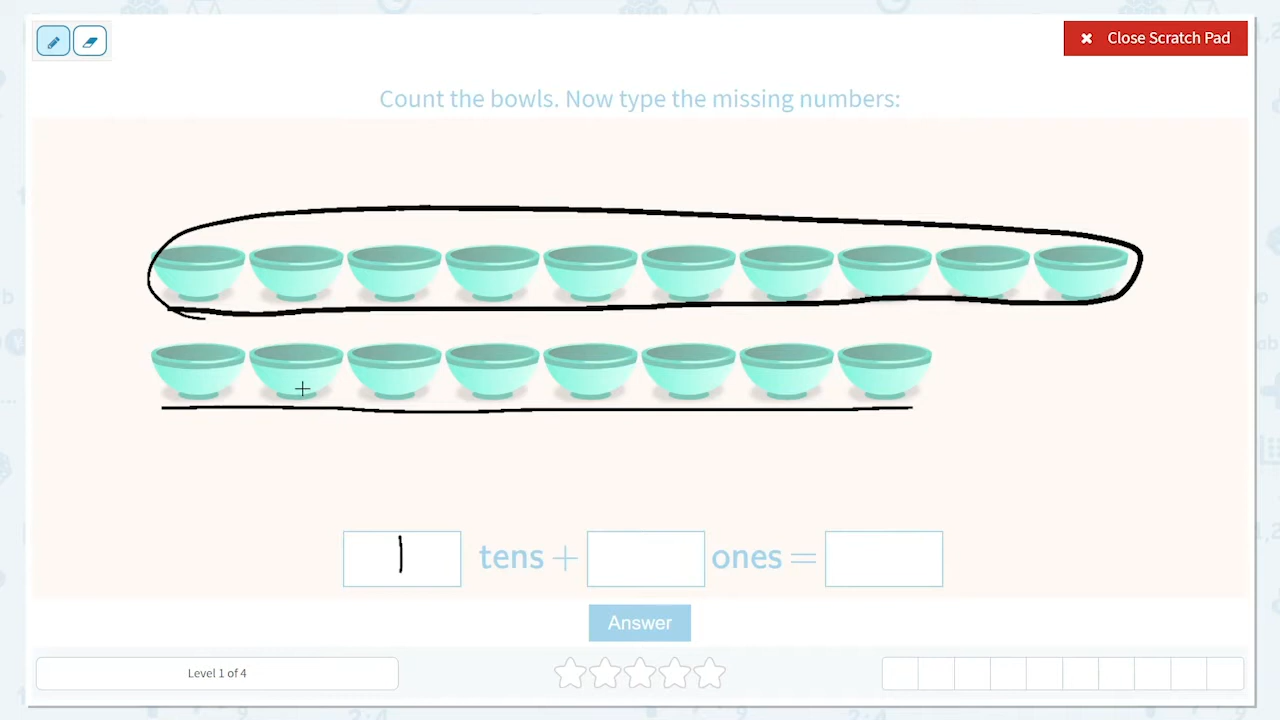 Close Scratch Pad
Count the bowls. Now type the missing numbers:
1 tens + ones =
Answer
Level 1 of 4